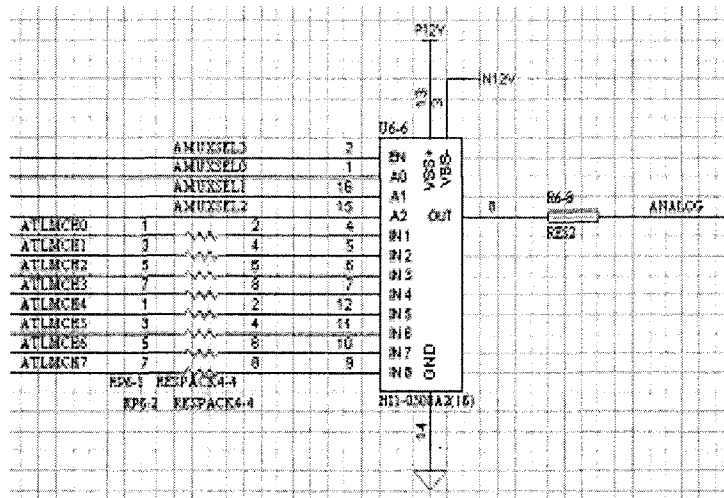 P12V
N12V
13 3
U6-6
AMUXSEL3 2 EN VSS+ VSS-
AMUXSEL0 1 A0
AMUXSEL1 16 A1
AMUXSEL2 15 A2 OUT 8 R6-8 ANALOG
RES2
ATLMCH0 1 2 4 IN1
ATLMCH1 3 4 5 IN2
ATLMCH2 5 6 6 IN3
ATLMCH3 7 8 7 IN4
ATLMCH4 1 2 12 IN5
ATLMCH5 3 4 11 IN6
ATLMCH6 5 6 10 IN7
ATLMCH7 7 8 9 IN8 GND
RP6-1 RESPACK4-4
RP6-2 RESPACK4-4
14